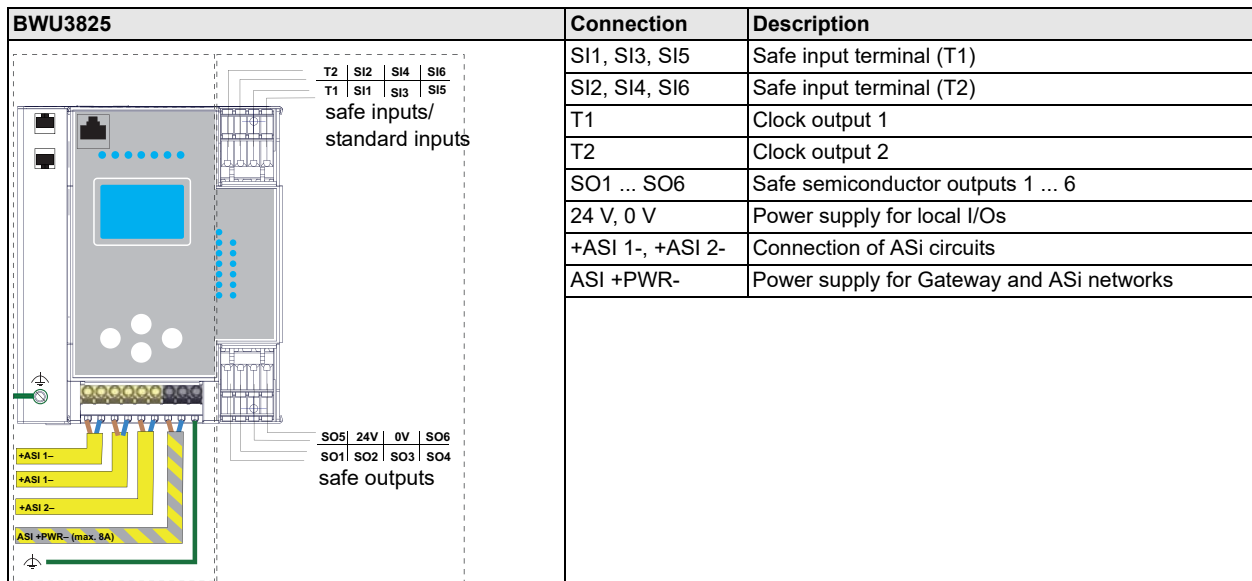 BWU3825
Connection Description
SI1, SI3, SI5 Safe input terminal (T1)
SI2, SI4, SI6 Safe input terminal (T2)
T1 Clock output 1
T2 Clock output 2
SO1 ... SO6 Safe semiconductor outputs 1 ... 6
24 V, 0 V Power supply for local I/Os
+ASI 1-, +ASI 2- Connection of ASi circuits
ASI +PWR- Power supply for Gateway and ASi networks
T2 SI2 SI4 SI6
T1 SI1 SI3 SI5
safe inputs/
standard inputs
SO5 24V 0V SO6
SO1 SO2 SO3 SO4
safe outputs
+ASI 1–
+ASI 1–
+ASI 2–
ASI +PWR– (max. 8A)